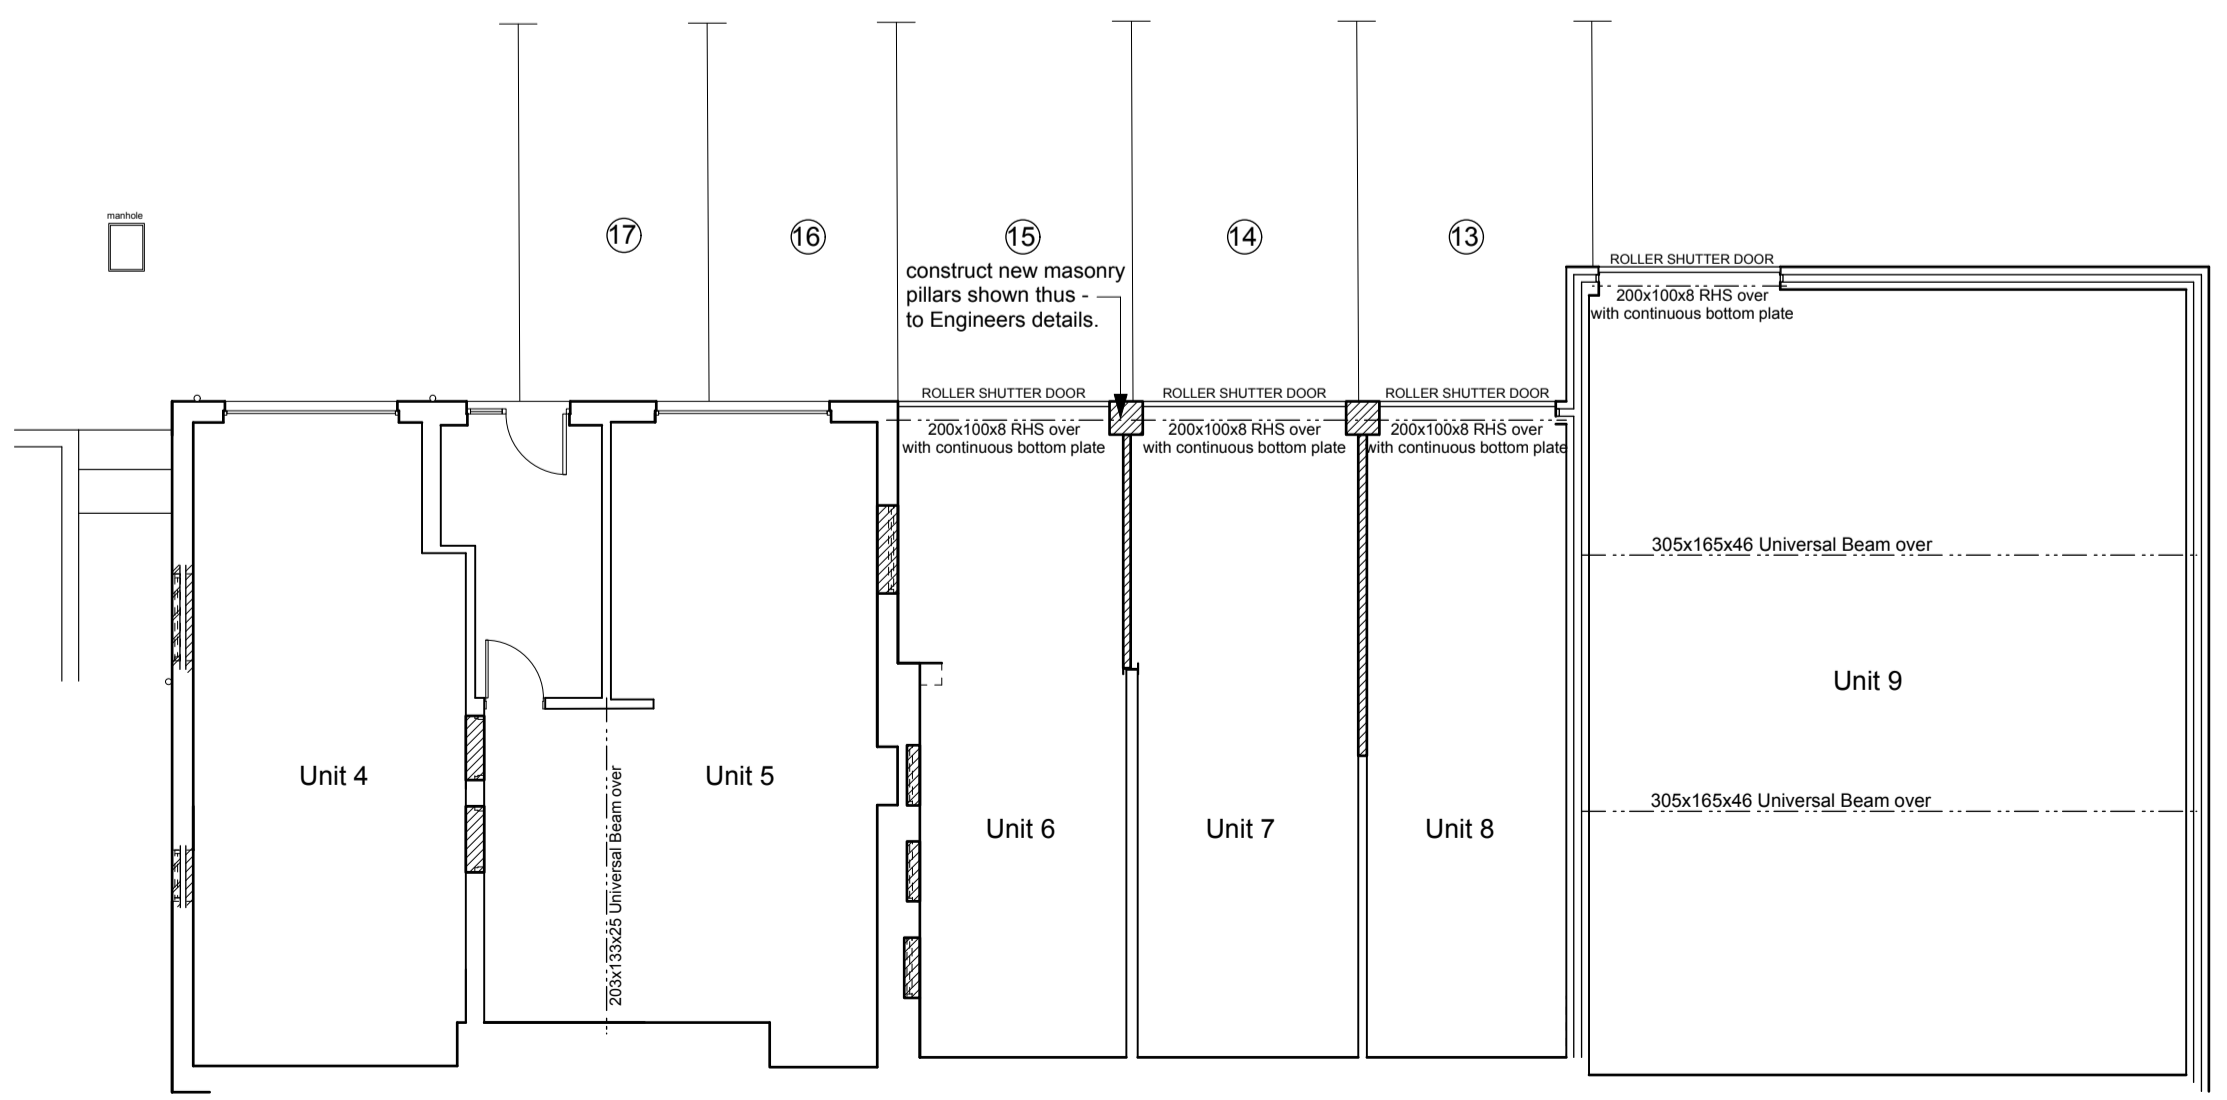 manhole
17
16
15
14
13
construct new masonry
pillars shown thus -
to Engineers details.
ROLLER SHUTTER DOOR
200x100x8 RHS over
with continuous bottom plate
ROLLER SHUTTER DOOR
ROLLER SHUTTER DOOR
ROLLER SHUTTER DOOR
200x100x8 RHS over
with continuous bottom plate
200x100x8 RHS over
with continuous bottom plate
200x100x8 RHS over
with continuous bottom plate
305x165x46 Universal Beam over
Unit 9
Unit 4
203x133x25 Universal Beam over
Unit 5
305x165x46 Universal Beam over
Unit 6
Unit 7
Unit 8